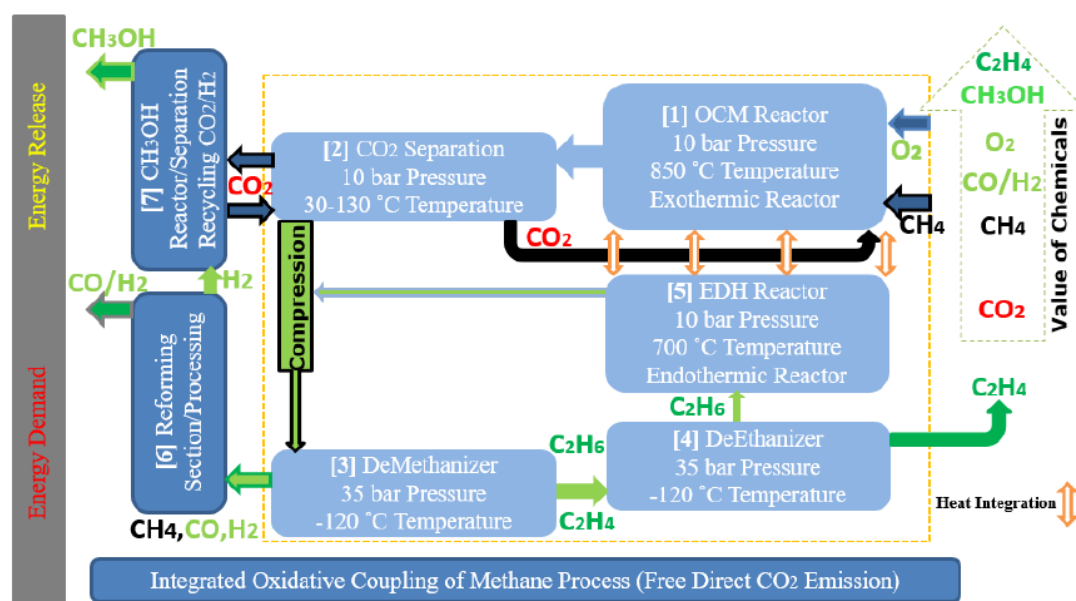 Energy Release
Energy Demand
CH3OH
[7] CH3OH
Reactor/Separation
Recycling CO2/H2
CO2
[2] CO2 Separation
10 bar Pressure
30-130 ˚C Temperature
[1] OCM Reactor
10 bar Pressure
850 ˚C Temperature
Exothermic Reactor
O2
CH4
CO2
C2H4
CH3OH
O2
CO/H2
CH4
CO2
Value of Chemicals
Compression
CO/H2
H2
[6] Reforming
Section/Processing
CH4,CO,H2
[5] EDH Reactor
10 bar Pressure
700 ˚C Temperature
Endothermic Reactor
C2H6
[3] DeMethanizer
35 bar Pressure
-120 ˚C Temperature
C2H6
C2H4
[4] DeEthanizer
35 bar Pressure
-120 ˚C Temperature
C2H4
Heat Integration
Integrated Oxidative Coupling of Methane Process (Free Direct CO2 Emission)